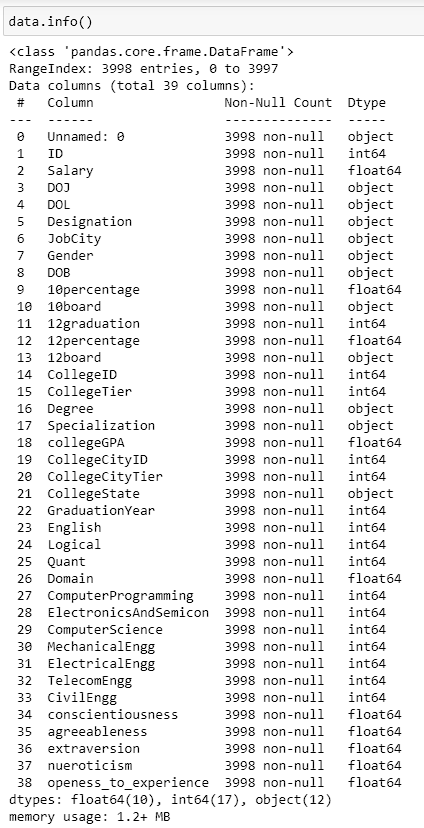 data.info()
<class 'pandas.core.frame.DataFrame'>
RangeIndex: 3998 entries, 0 to 3997
Data columns (total 39 columns):
 #   Column                Non-Null Count  Dtype
---  ------                --------------  -----
 0   Unnamed: 0            3998 non-null   object
 1   ID                    3998 non-null   int64
 2   Salary                3998 non-null   float64
 3   DOJ                   3998 non-null   object
 4   DOL                   3998 non-null   object
 5   Designation           3998 non-null   object
 6   JobCity               3998 non-null   object
 7   Gender                3998 non-null   object
 8   DOB                   3998 non-null   object
 9   10percentage          3998 non-null   float64
 10  10board               3998 non-null   object
 11  12graduation          3998 non-null   int64
 12  12percentage          3998 non-null   float64
 13  12board               3998 non-null   object
 14  CollegeID             3998 non-null   int64
 15  CollegeTier           3998 non-null   int64
 16  Degree                3998 non-null   object
 17  Specialization        3998 non-null   object
 18  collegeGPA            3998 non-null   float64
 19  CollegeCityID         3998 non-null   int64
 20  CollegeCityTier       3998 non-null   int64
 21  CollegeState          3998 non-null   object
 22  GraduationYear        3998 non-null   int64
 23  English               3998 non-null   int64
 24  Logical               3998 non-null   int64
 25  Quant                 3998 non-null   int64
 26  Domain                3998 non-null   float64
 27  ComputerProgramming   3998 non-null   int64
 28  ElectronicsAndSemicon 3998 non-null   int64
 29  ComputerScience       3998 non-null   int64
 30  MechanicalEngg        3998 non-null   int64
 31  ElectricalEngg        3998 non-null   int64
 32  TelecomEngg           3998 non-null   int64
 33  CivilEngg             3998 non-null   int64
 34  conscientiousness     3998 non-null   float64
 35  agreeableness         3998 non-null   float64
 36  extraversion          3998 non-null   float64
 37  nueroticism           3998 non-null   float64
 38  openess_to_experience 3998 non-null   float64
dtypes: float64(10), int64(17), object(12)
memory usage: 1.2+ MB